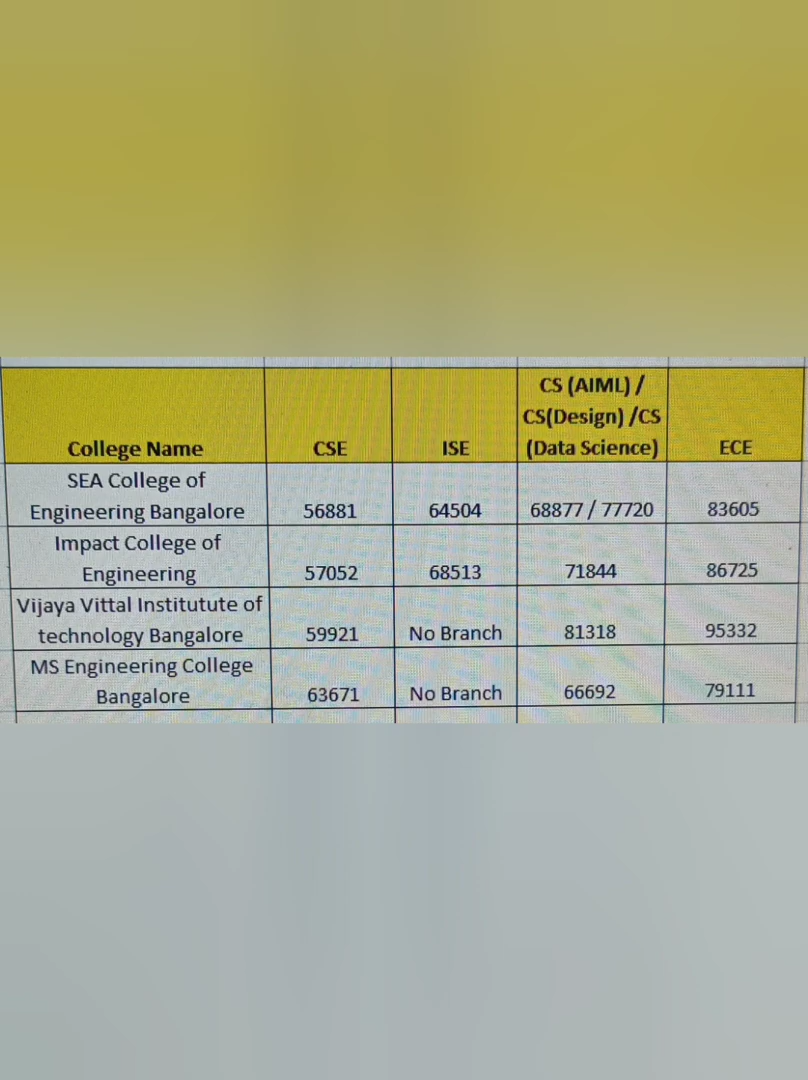 College Name CSE ISE CS (AIML) / CS(Design) /CS (Data Science) ECE
SEA College of
Engineering Bangalore 56881 64504 68877 / 77720 83605
Impact College of
Engineering 57052 68513 71844 86725
Vijaya Vittal Institutute of
technology Bangalore 59921 No Branch 81318 95332
MS Engineering College
Bangalore 63671 No Branch 66692 79111